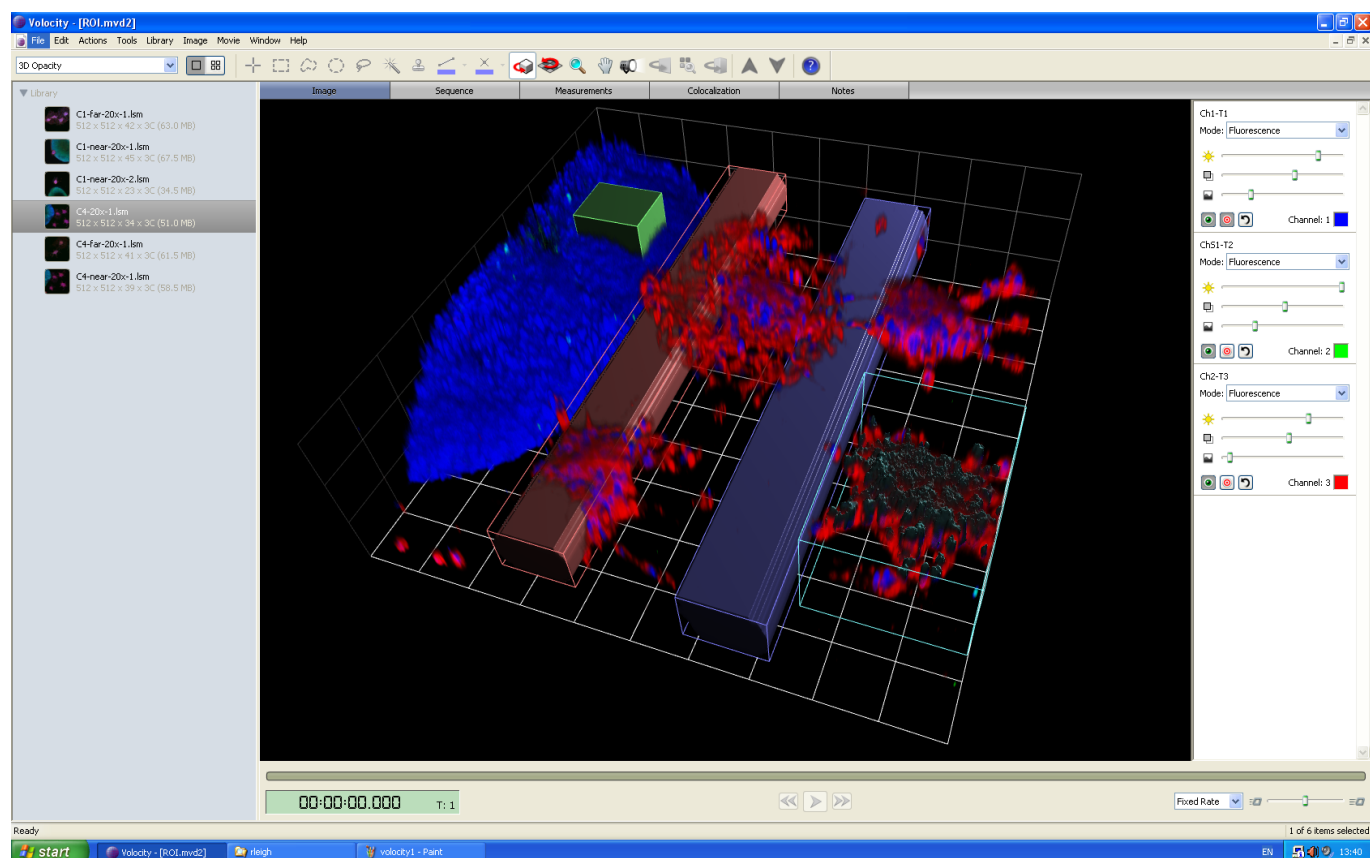 Volocity - [ROI.mvd2]
File Edit Actions Tools Library Image Movie Window Help
3D Opacity
Library
C1-far-20x-1.lsm
512 x 512 x 42 x 3C (63.0 MB)
C1-near-20x-1.lsm
512 x 512 x 45 x 3C (67.5 MB)
C1-near-20x-2.lsm
512 x 512 x 23 x 3C (34.5 MB)
C4-20x-1.lsm
512 x 512 x 34 x 3C (51.0 MB)
C4-far-20x-1.lsm
512 x 512 x 41 x 3C (61.5 MB)
C4-near-20x-1.lsm
512 x 512 x 39 x 3C (58.5 MB)
Image Sequence Measurements Colocalization Notes
Ch1-T1
Mode: Fluorescence
Channel: 1
ChS1-T2
Mode: Fluorescence
Channel: 2
Ch2-T3
Mode: Fluorescence
Channel: 3
00:00:00.000 T: 1
Fixed Rate
Ready
1 of 6 items selected
start Volocity - [ROI.mvd2] rleigh volocity1 - Paint EN 13:40